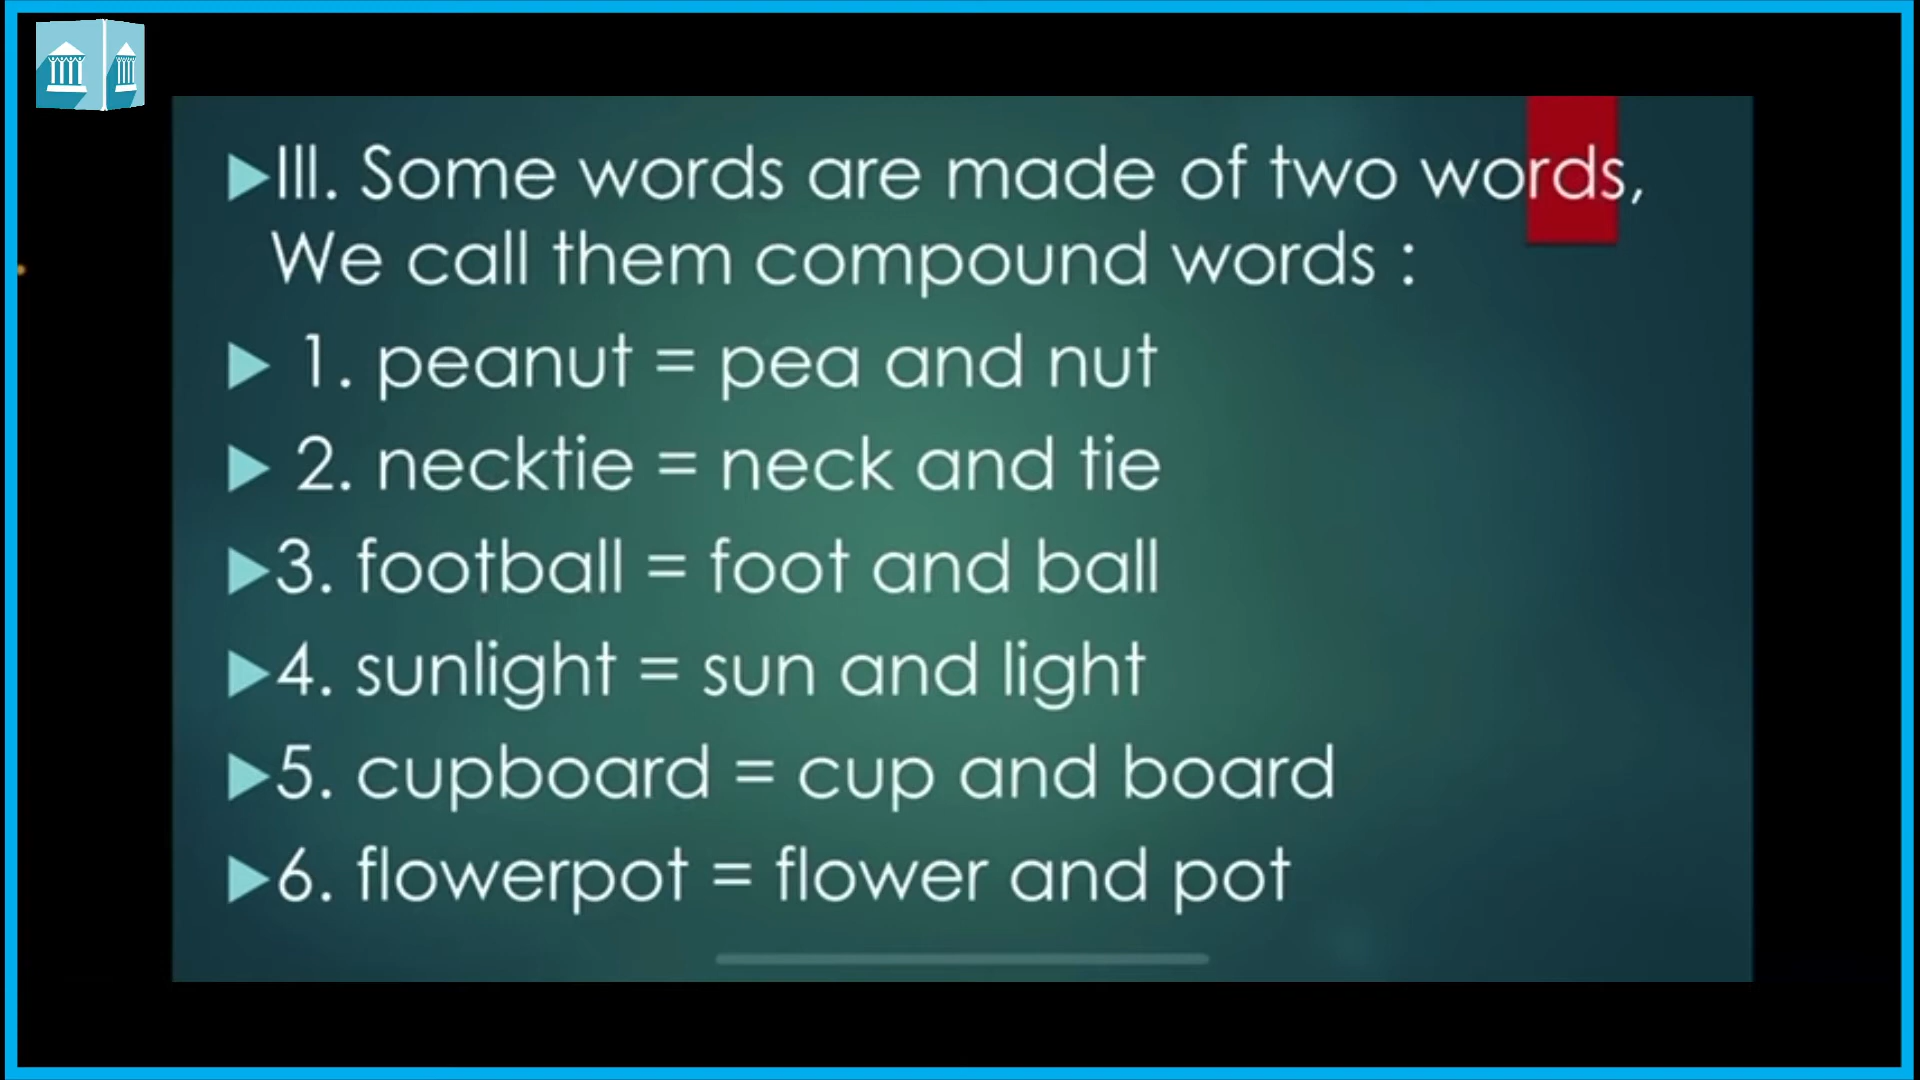 III. Some words are made of two words,
We call them compound words :
1. peanut = pea and nut
2. necktie = neck and tie
3. football = foot and ball
4. sunlight = sun and light
5. cupboard = cup and board
6. flowerpot = flower and pot